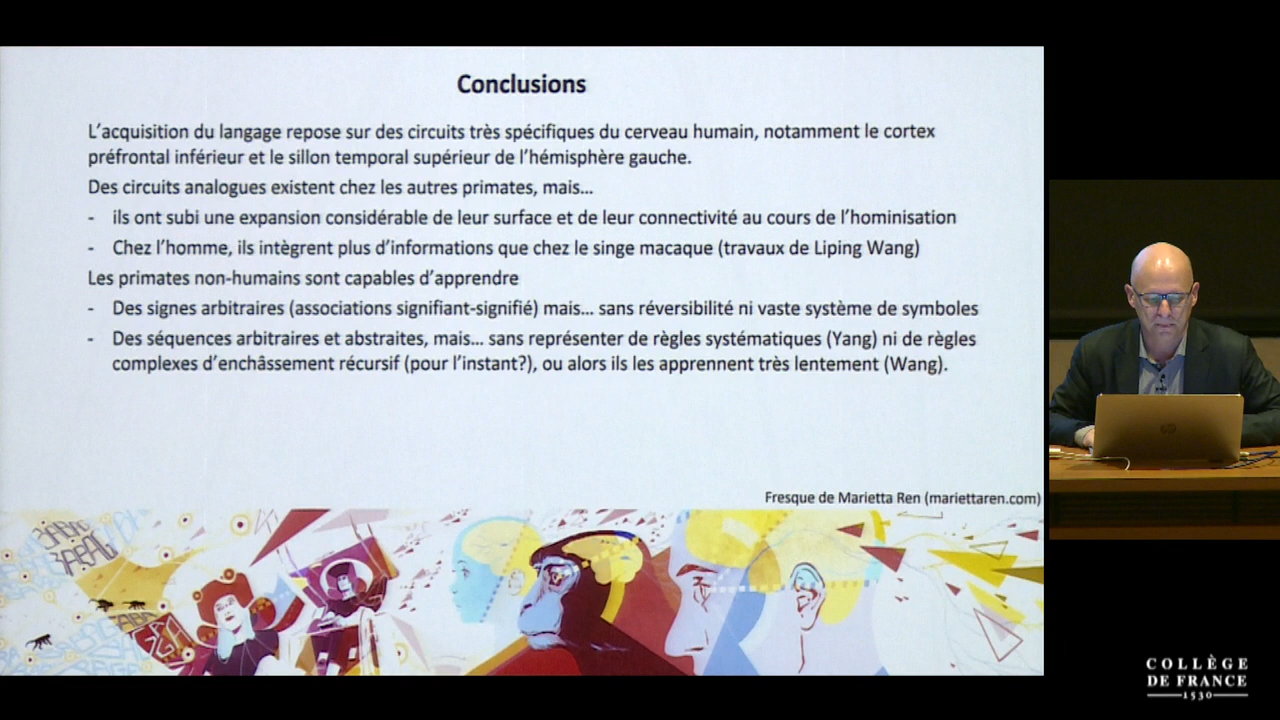 Conclusions
L'acquisition du langage repose sur des circuits très spécifiques du cerveau humain, notamment le cortex
préfrontal inférieur et le sillon temporal supérieur de l'hémisphère gauche.
Des circuits analogues existent chez les autres primates, mais...
- ils ont subi une expansion considérable de leur surface et de leur connectivité au cours de l'hominisation
- Chez l'homme, ils intègrent plus d'informations que chez le singe macaque (travaux de Liping Wang)
Les primates non-humains sont capables d'apprendre
- Des signes arbitraires (associations signifiant-signifié) mais... sans réversibilité ni vaste système de symboles
- Des séquences arbitraires et abstraites, mais... sans représenter de règles systématiques (Yang) ni de règles
complexes d'enchâssement récursif (pour l'instant?), ou alors ils les apprennent très lentement (Wang).
Fresque de Marietta Ren (mariettaren.com)
COLLÈGE
DE FRANCE
1530